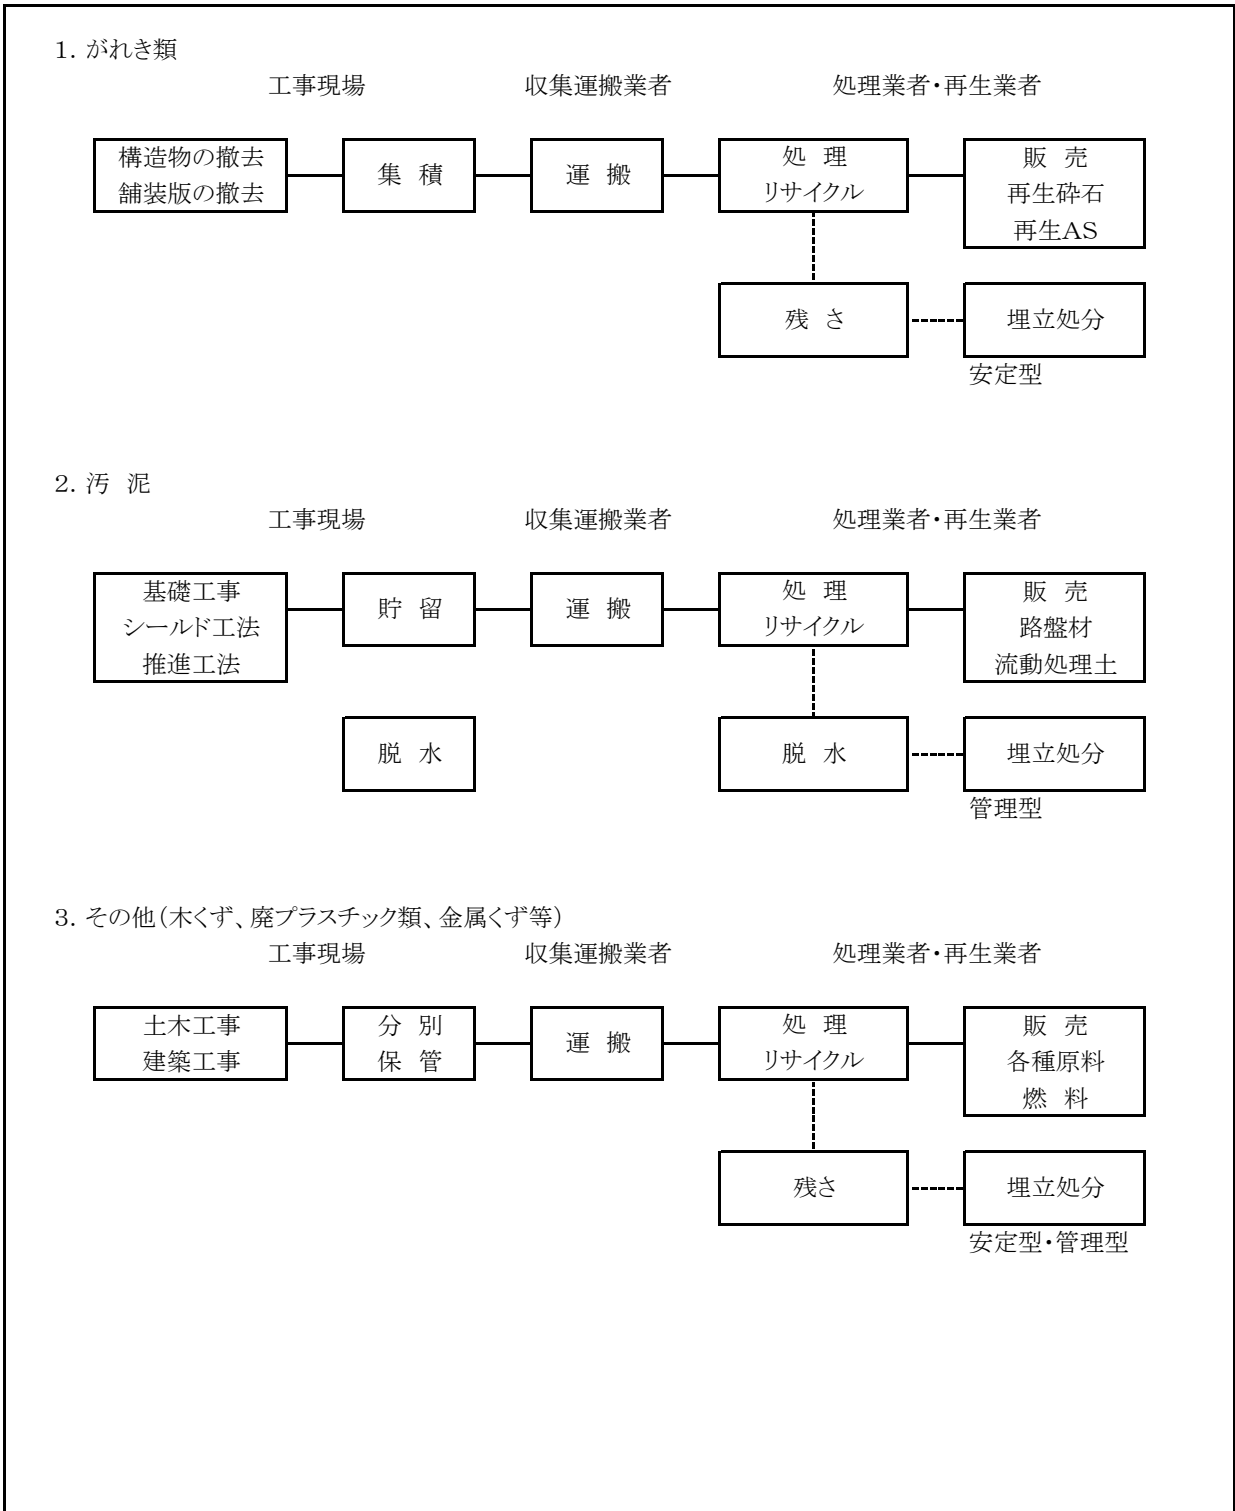 1. がれき類
工事現場 収集運搬業者 処理業者・再生業者
構造物の撤去
舗装版の撤去
集 積
運 搬
処 理
リサイクル
販 売
再生砕石
再生AS
残 さ
埋立処分
安定型
2. 汚 泥
工事現場 収集運搬業者 処理業者・再生業者
基礎工事
シールド工法
推進工法
貯 留
運 搬
処 理
リサイクル
販 売
路盤材
流動処理土
脱 水
脱 水
埋立処分
管理型
3. その他(木くず、廃プラスチック類、金属くず等)
工事現場 収集運搬業者 処理業者・再生業者
土木工事
建築工事
分 別
保 管
運 搬
処 理
リサイクル
販 売
各種原料
燃 料
残さ
埋立処分
安定型・管理型